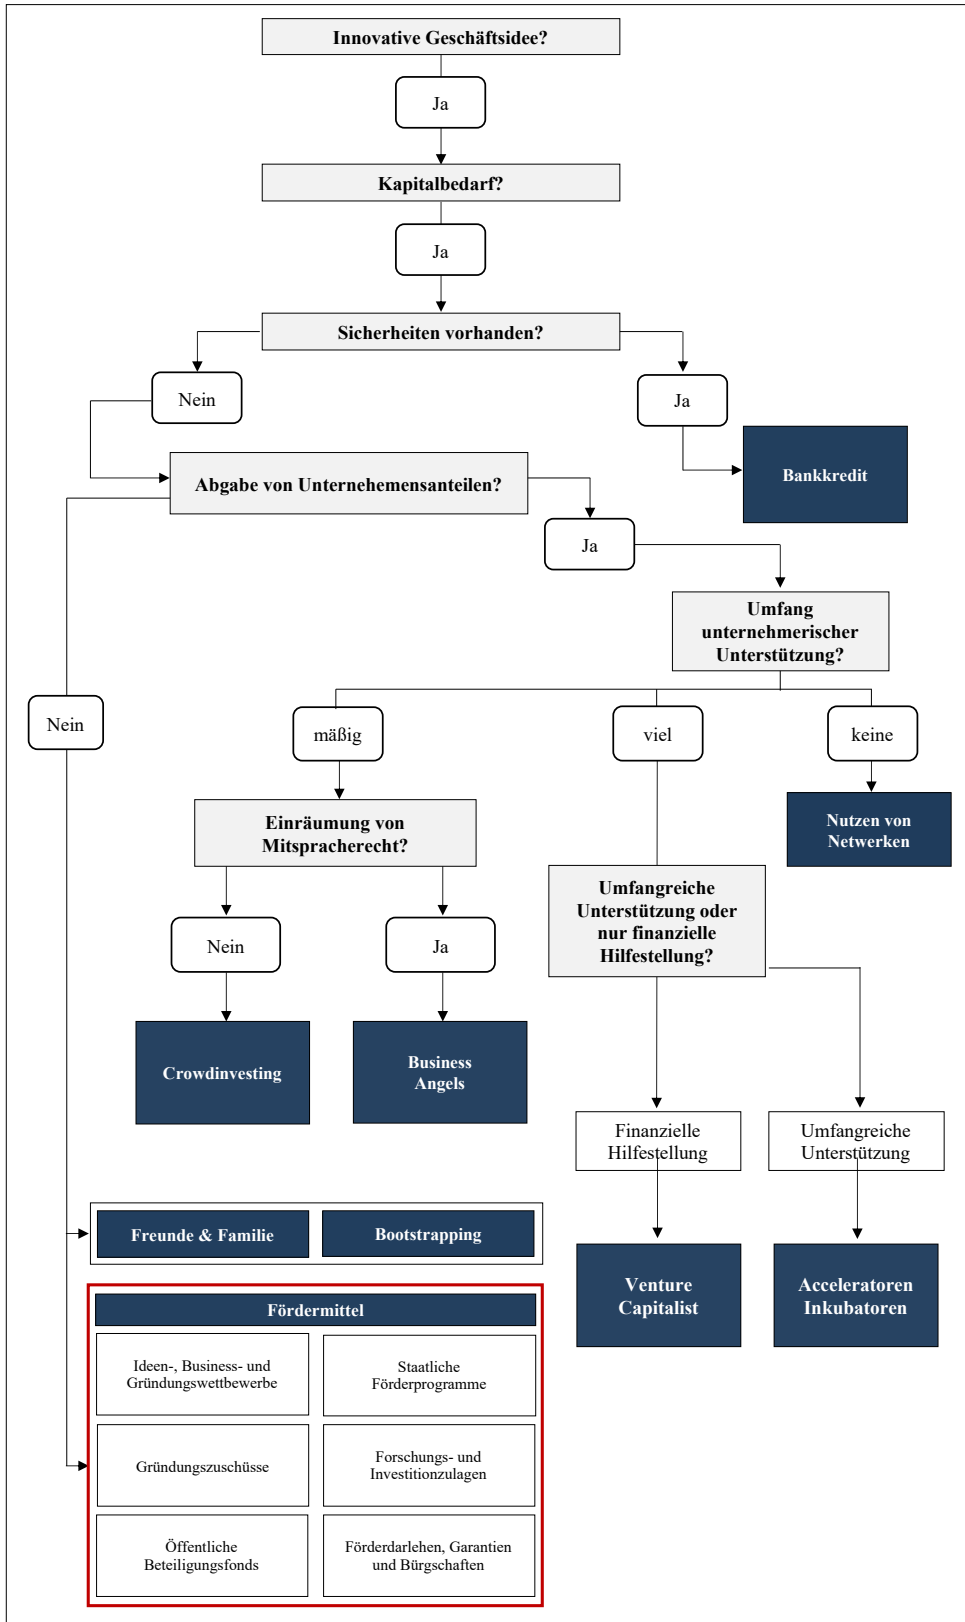 Innovative Geschäftsidee?
Ja
Kapitalbedarf?
Ja
Sicherheiten vorhanden?
Nein
Ja
Bankkredit
Abgabe von Unternehemensanteilen?
Ja
Umfang
unternehmerischer
Unterstützung?
Nein
mäßig
viel
keine
Einräumung von
Mitspracherecht?
Nutzen von
Netwerken
Umfangreiche
Unterstützung oder
nur finanzielle
Hilfestellung?
Nein
Ja
Crowdinvesting
Business
Angels
Finanzielle
Hilfestellung
Umfangreiche
Unterstützung
Freunde & Familie
Bootstrapping
Venture
Capitalist
Acceleratoren
Inkubatoren
Fördermittel
Ideen-, Business- und
Gründungswettbewerbe
Staatliche
Förderprogramme
Gründungszuschüsse
Forschungs- und
Investitionzulagen
Öffentliche
Beteiligungsfonds
Förderdarlehen, Garantien
und Bürgschaften